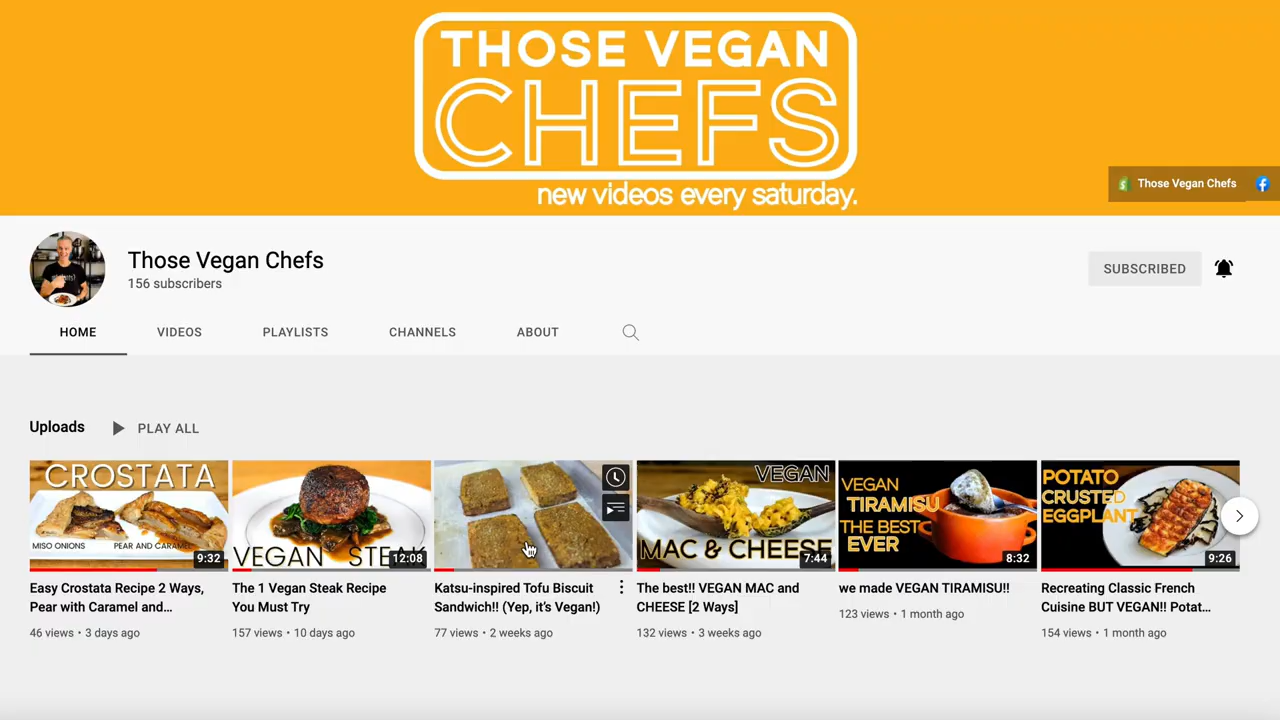 THOSE VEGAN
CHEFS
new videos every saturday.
Those Vegan Chefs
Those Vegan Chefs
156 subscribers
SUBSCRIBED
HOME VIDEOS PLAYLISTS CHANNELS ABOUT
Uploads PLAY ALL
CROSTATA
MISO ONIONS PEAR AND CARAMEL
9:32
VEGAN STEAK
12:08
VEGAN
MAC & CHEESE
7:44
VEGAN
TIRAMISU
THE BEST
EVER
8:32
POTATO
CRUSTED
EGGPLANT
9:26
Easy Crostata Recipe 2 Ways,
Pear with Caramel and…
46 views • 3 days ago
The 1 Vegan Steak Recipe
You Must Try
157 views • 10 days ago
Katsu-inspired Tofu Biscuit
Sandwich!! (Yep, it's Vegan!)
77 views • 2 weeks ago
The best!! VEGAN MAC and
CHEESE [2 Ways]
132 views • 3 weeks ago
we made VEGAN TIRAMISU!!
123 views • 1 month ago
Recreating Classic French
Cuisine BUT VEGAN!! Potat…
154 views • 1 month ago